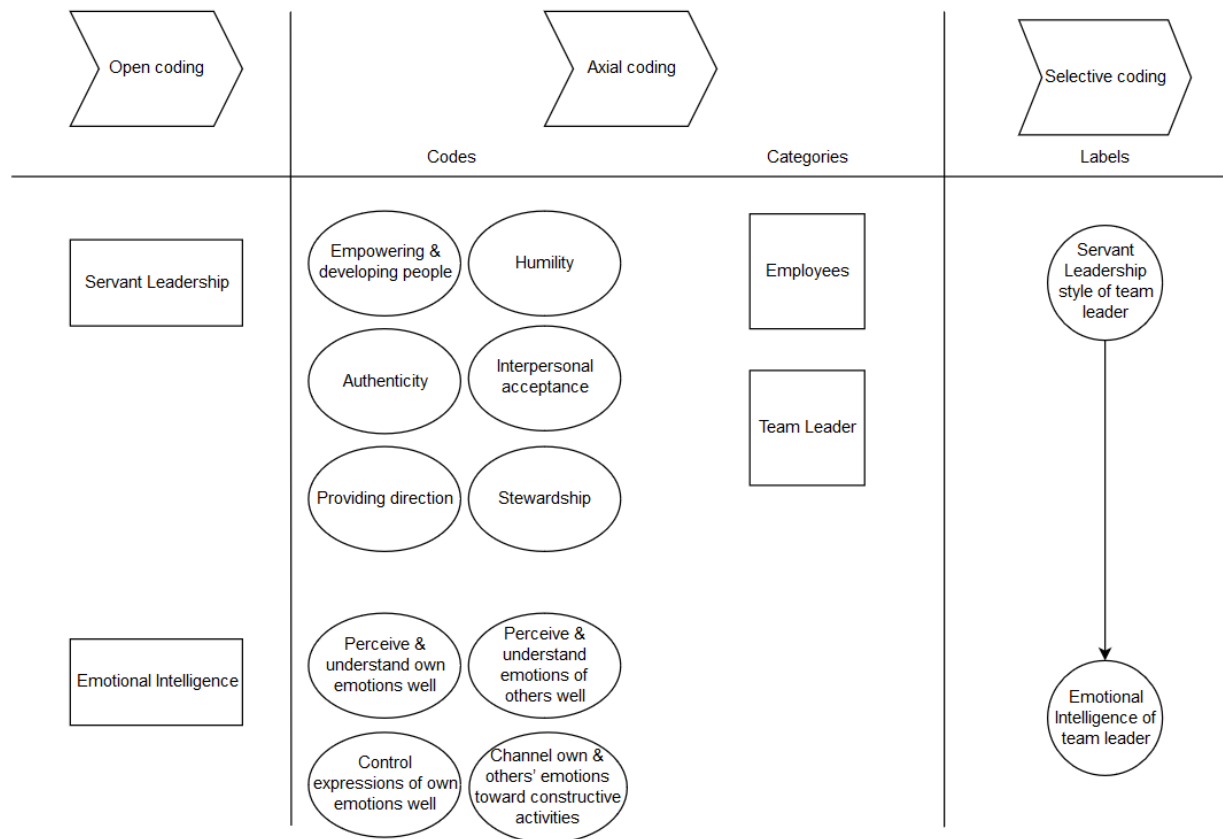 Open coding
Axial coding
Selective coding
Codes
Categories
Labels
Servant Leadership
Empowering &
developing people
Humility
Employees
Servant
Leadership
style of team
leader
Authenticity
Interpersonal
acceptance
Team Leader
Providing direction
Stewardship
Emotional Intelligence
Perceive &
understand own
emotions well
Perceive &
understand
emotions of
others well
Emotional
Intelligence of
team leader
Control
expressions of own
emotions well
Channel own &
others' emotions
toward constructive
activities